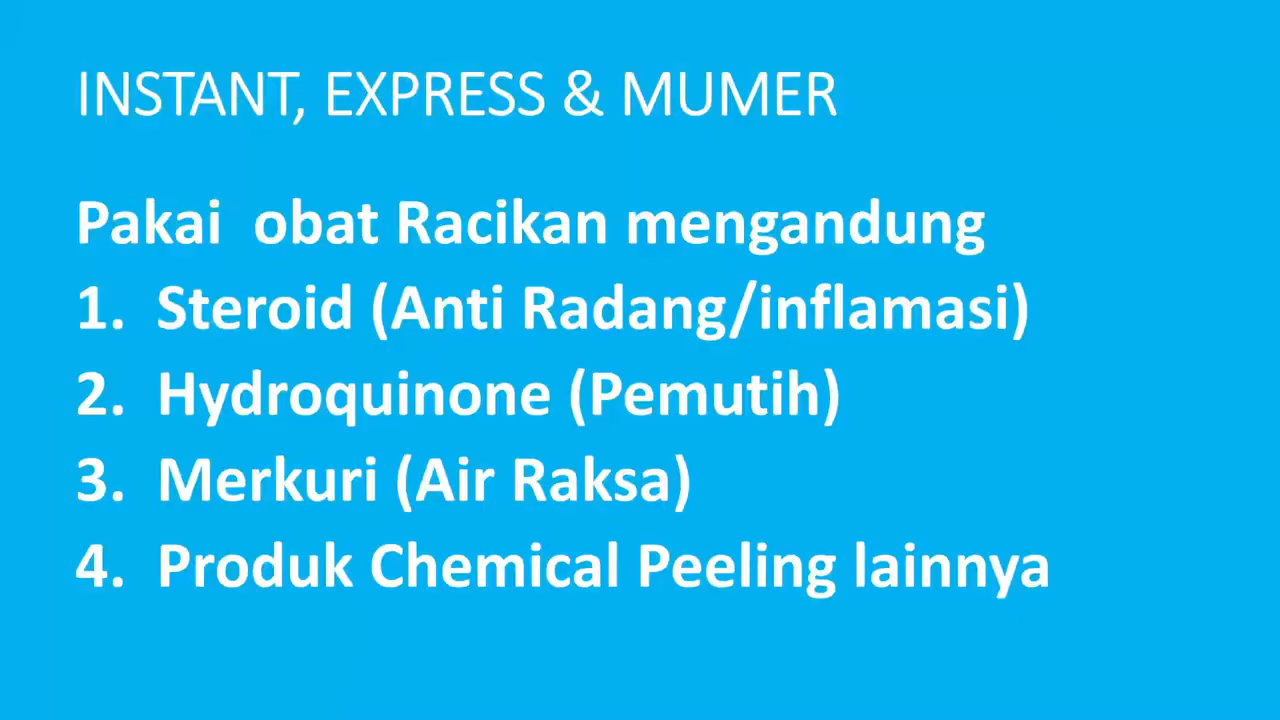 INSTANT, EXPRESS & MUMER
Pakai obat Racikan mengandung
1. Steroid (Anti Radang/inflamasi)
2. Hydroquinone (Pemutih)
3. Merkuri (Air Raksa)
4. Produk Chemical Peeling lainnya